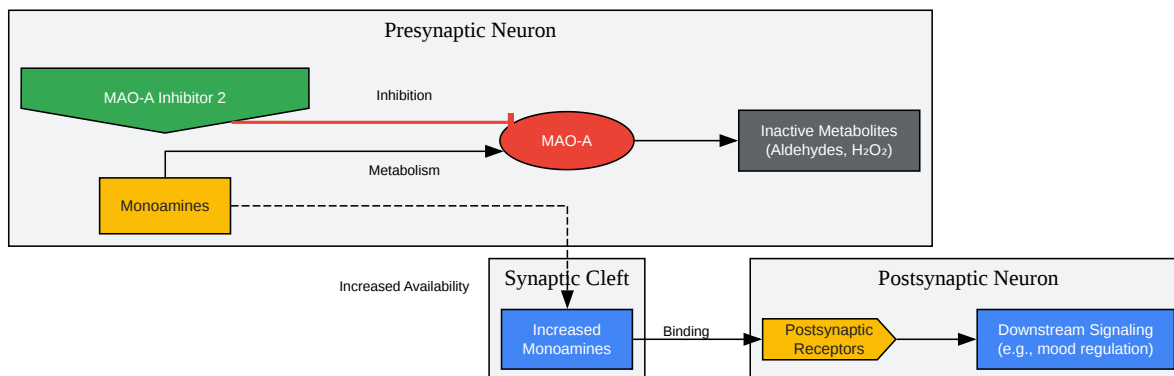 Presynaptic Neuron
MAO-A Inhibitor 2
Inhibition
MAO-A
Inactive Metabolites
(Aldehydes, H₂O₂)
Metabolism
Monoamines
Increased Availability
Synaptic Cleft
Increased
Monoamines
Binding
Postsynaptic Neuron
Postsynaptic
Receptors
Downstream Signaling
(e.g., mood regulation)